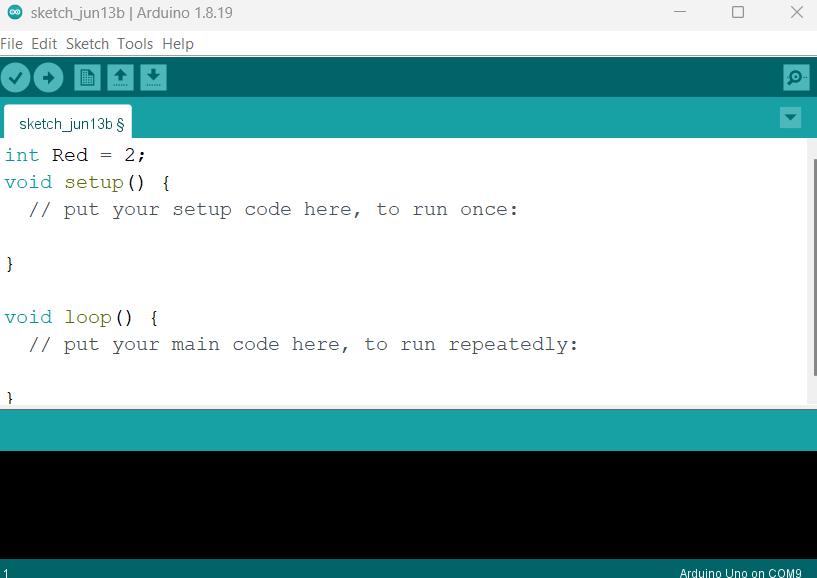 sketch_jun13b | Arduino 1.8.19
File Edit Sketch Tools Help
sketch_jun13b §
int Red = 2;
void setup() {
  // put your setup code here, to run once:
}
void loop() {
  // put your main code here, to run repeatedly:
}
1
Arduino Uno on COM9